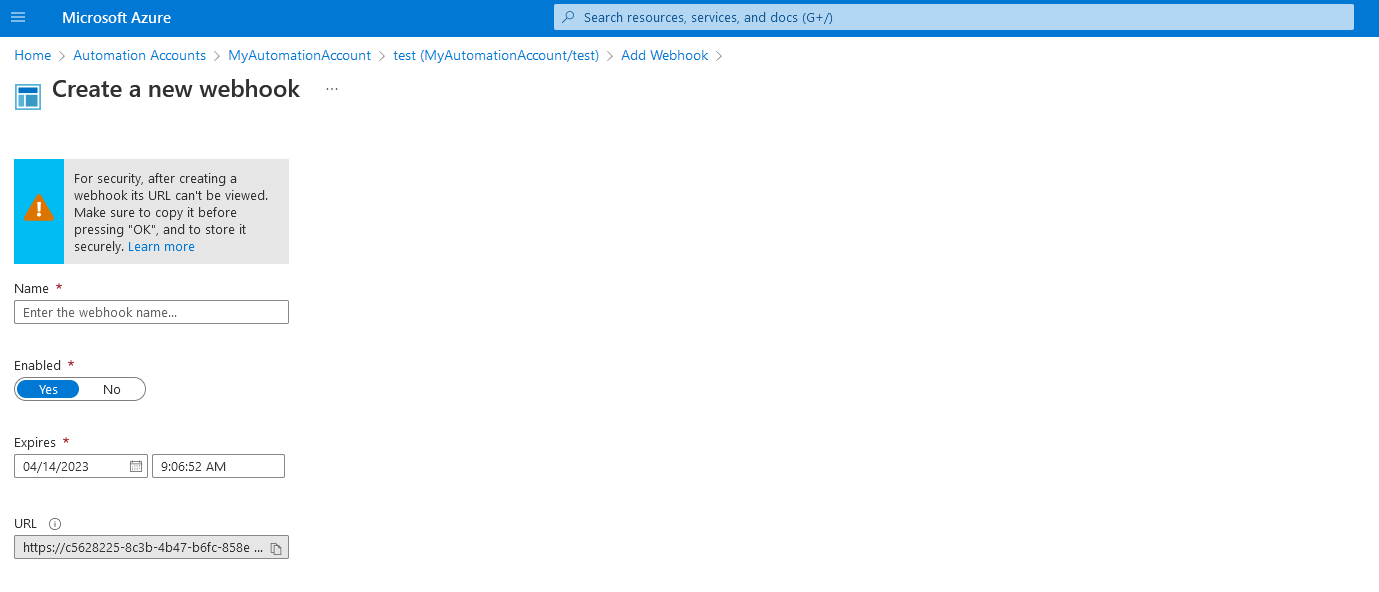 Microsoft Azure
Search resources, services, and docs (G+/)
Home > Automation Accounts > MyAutomationAccount > test (MyAutomationAccount/test) > Add Webhook >
Create a new webhook ...
For security, after creating a
webhook its URL can't be viewed.
Make sure to copy it before
pressing "OK", and to store it
securely. Learn more
Name *
Enter the webhook name...
Enabled *
Yes No
Expires *
04/14/2023 9:06:52 AM
URL
https://c5628225-8c3b-4b47-b6fc-858e ...